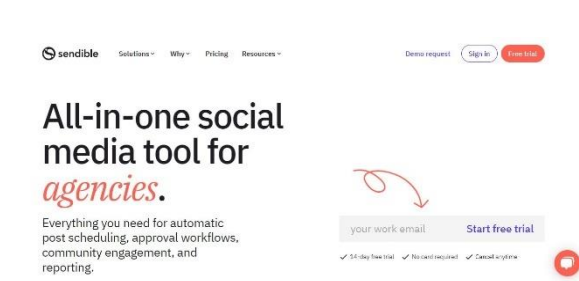 sendible
Solutions Why Pricing Resources Demo request Sign in Free trial
All-in-one social
media tool for
agencies.
Everything you need for automatic
post scheduling, approval workflows,
community engagement, and
reporting.
your work email Start free trial
14-day free trial No card required Cancel anytime